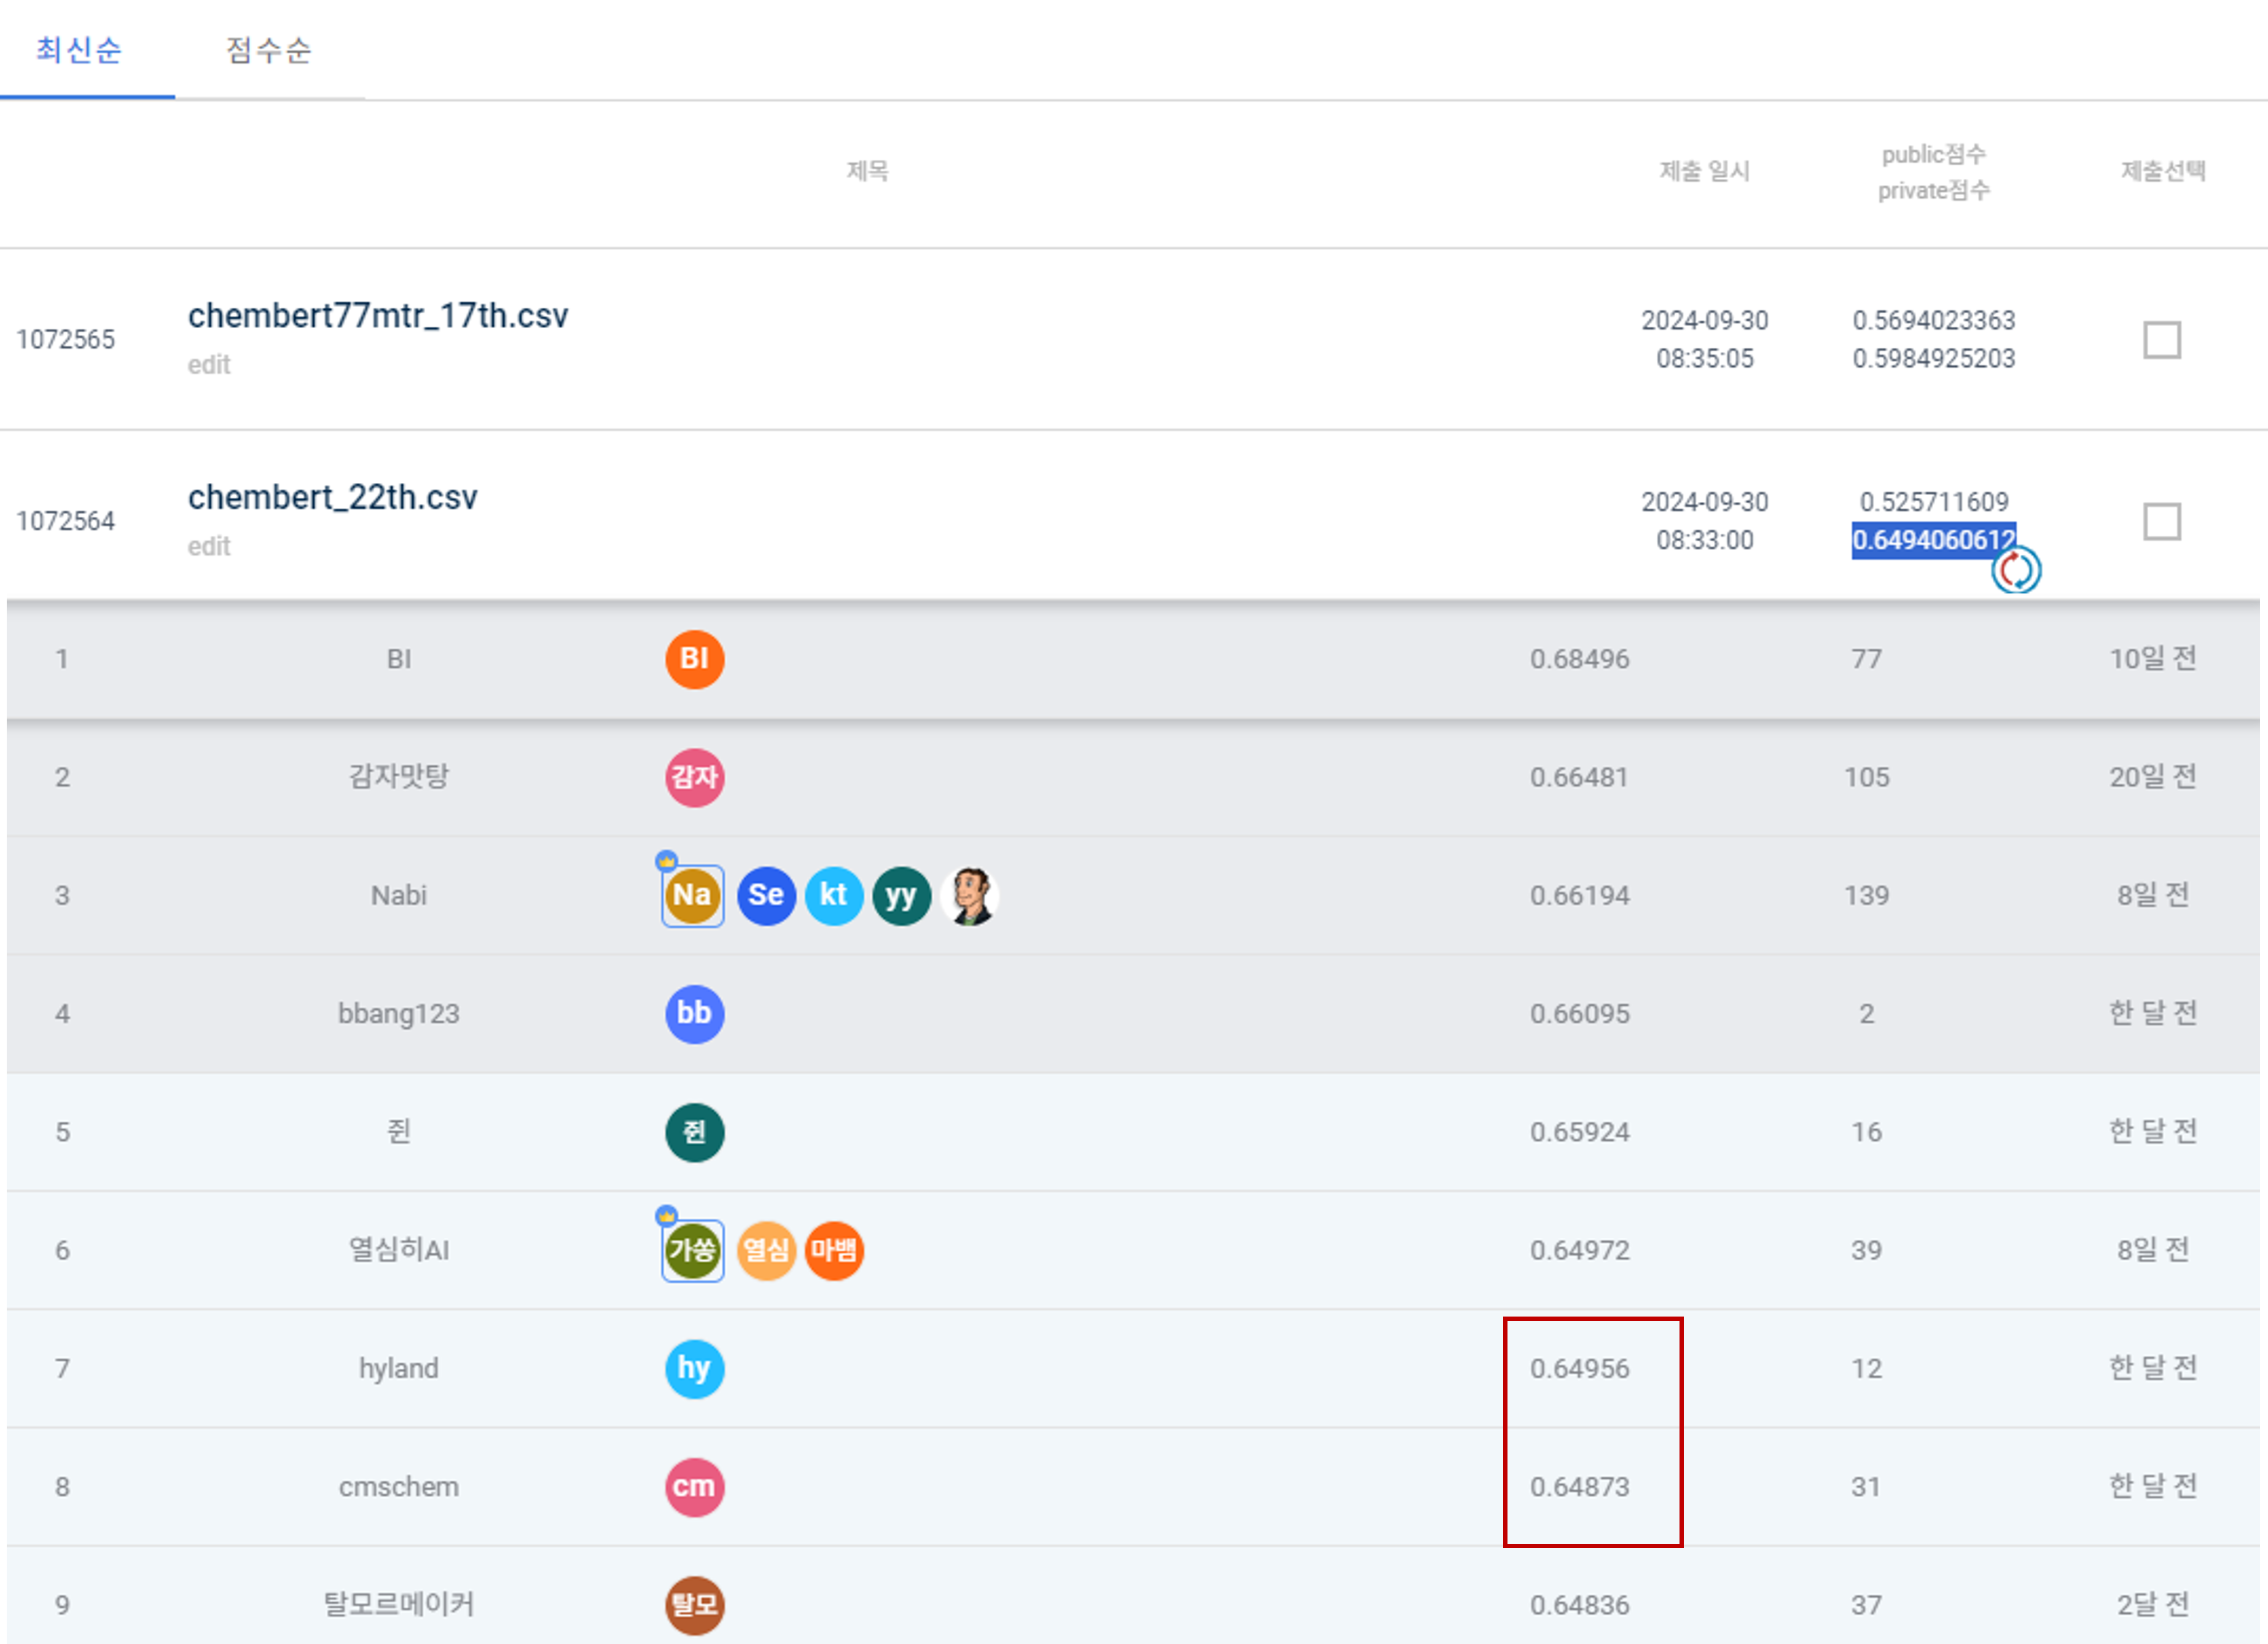 최신순 점수순
제목 제출 일시 public점수 private점수 제출선택
1072565 chembert77mtr_17th.csv 2024-09-30 0.5694023363
edit 08:35:05 0.5984925203
1072564 chembert_22th.csv 2024-09-30 0.525711609
edit 08:33:00 0.6494060612
1 BI BI 0.68496 77 10일 전
2 감자맛탕 감자 0.66481 105 20일 전
3 Nabi Na Se kt yy 0.66194 139 8일 전
4 bbang123 bb 0.66095 2 한 달 전
5 쥔 쥔 0.65924 16 한 달 전
6 열심히AI 가쏭 열심 마뱀 0.64972 39 8일 전
7 hyland hy 0.64956 12 한 달 전
8 cmschem cm 0.64873 31 한 달 전
9 탈모르메이커 탈모 0.64836 37 2달 전